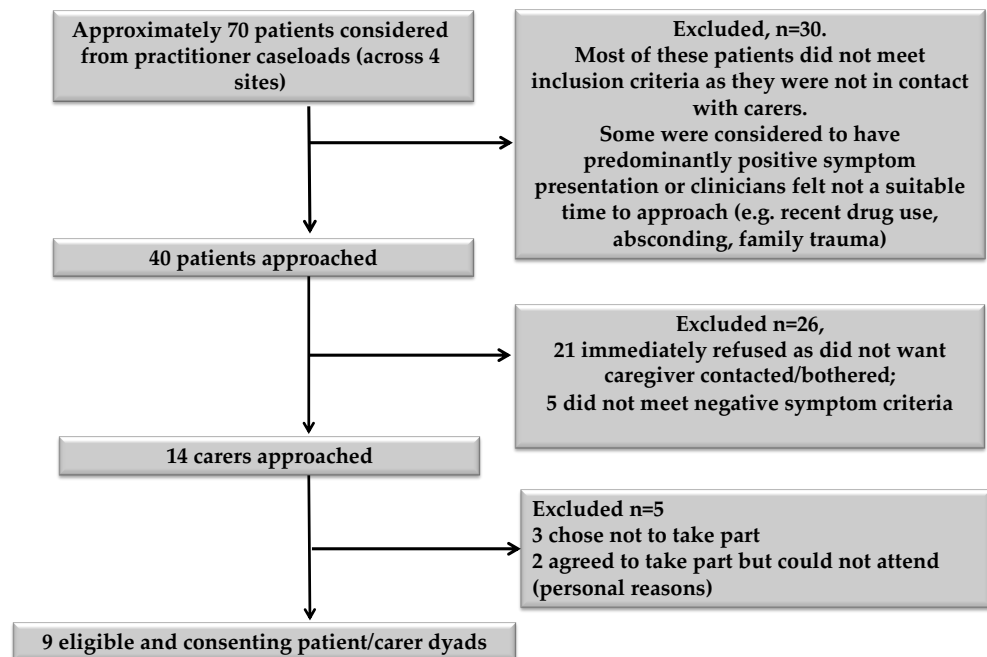 Approximately 70 patients considered
from practitioner caseloads (across 4
sites)
Excluded, n=30.
Most of these patients did not meet
inclusion criteria as they were not in contact
with carers.
Some were considered to have
predominantly positive symptom
presentation or clinicians felt not a suitable
time to approach (e.g. recent drug use,
absconding, family trauma)
40 patients approached
Excluded n=26,
21 immediately refused as did not want
caregiver contacted/bothered;
5 did not meet negative symptom criteria
14 carers approached
Excluded n=5
3 chose not to take part
2 agreed to take part but could not attend
(personal reasons)
9 eligible and consenting patient/carer dyads